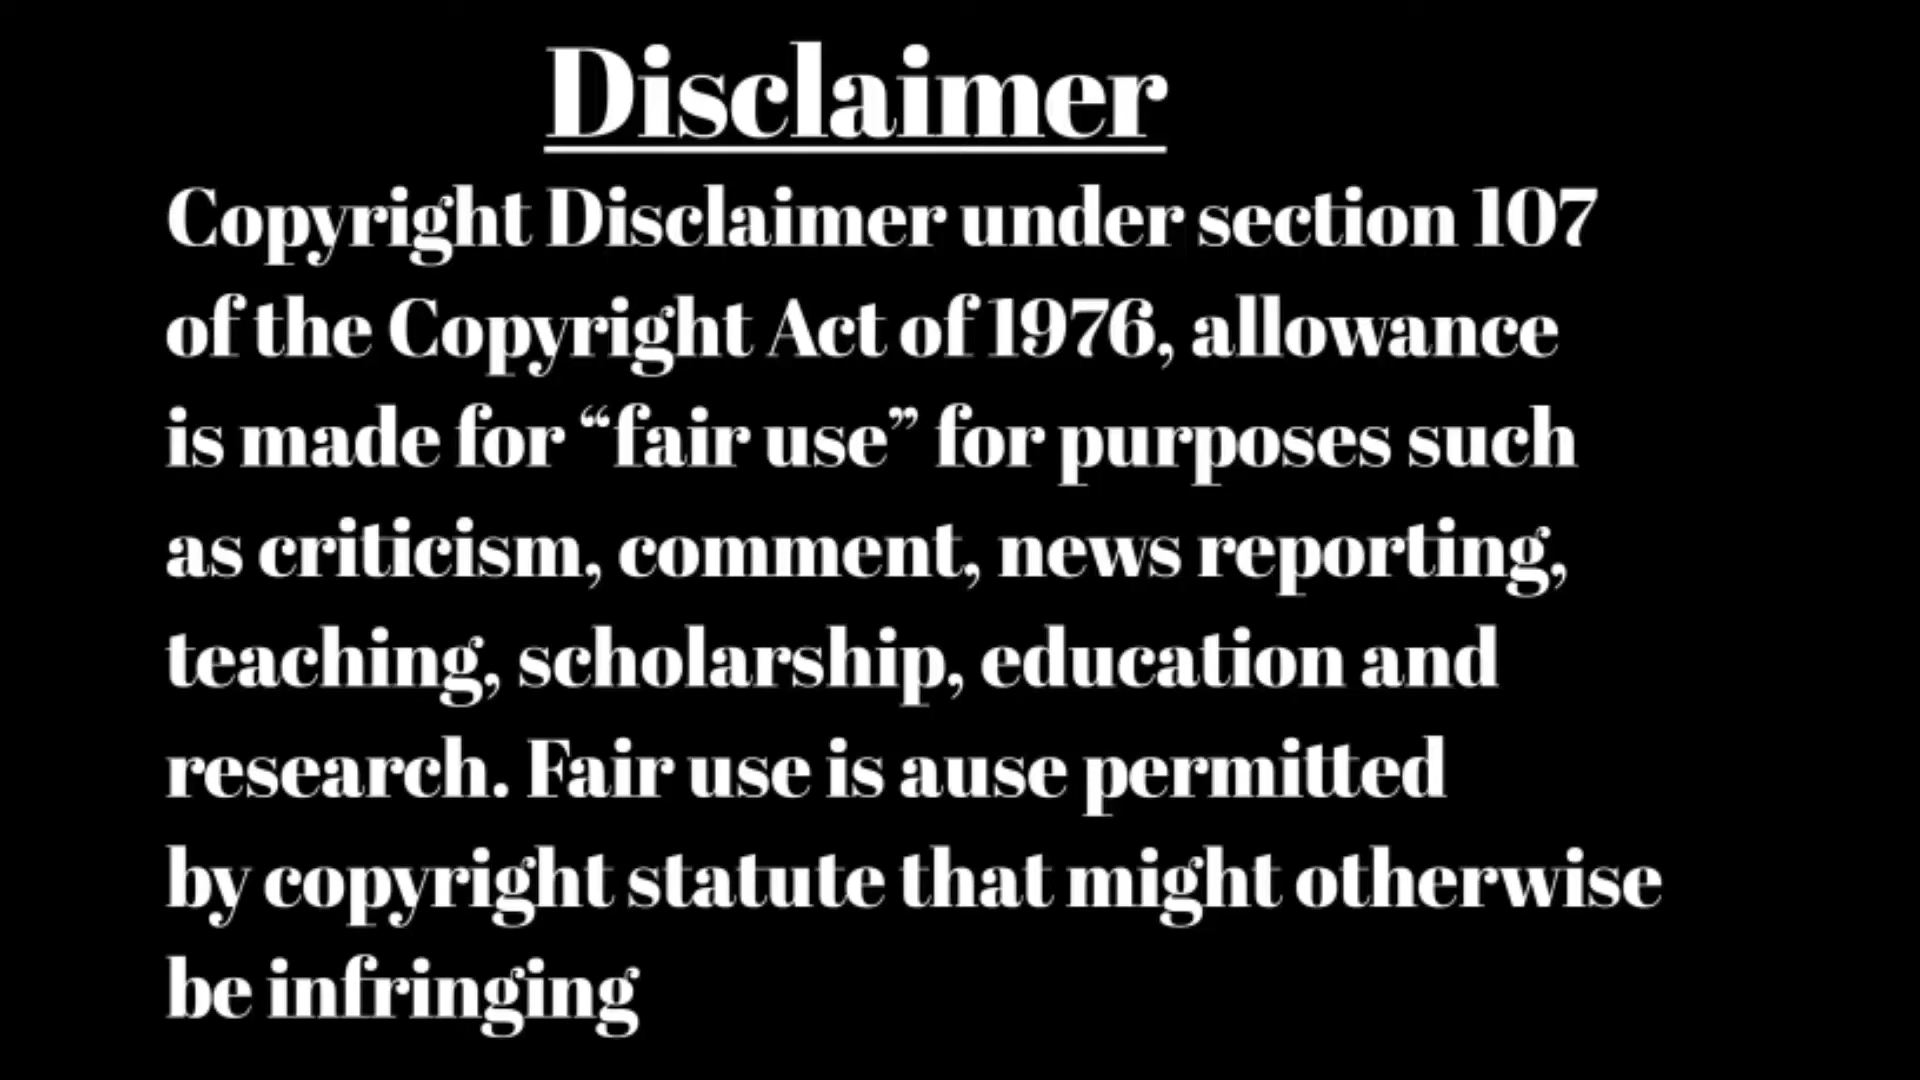 Disclaimer
Copyright Disclaimer under section 107
of the Copyright Act of 1976, allowance
is made for “fair use” for purposes such
as criticism, comment, news reporting,
teaching, scholarship, education and
research. Fair use is ause permitted
by copyright statute that might otherwise
be infringing